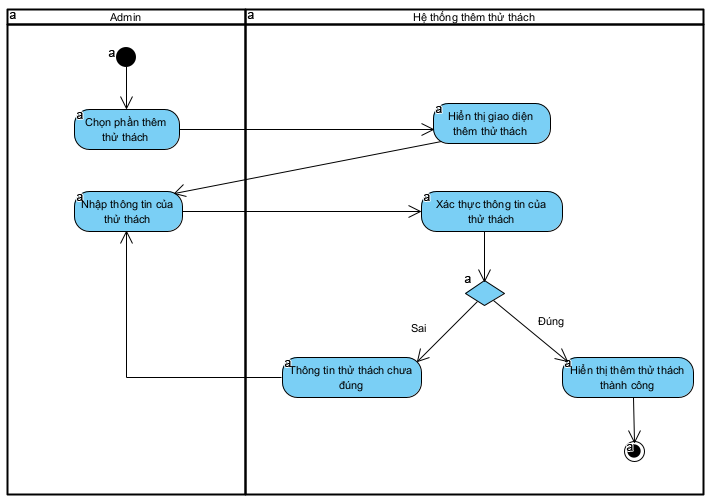 a
Admin
a
Hệ thống thêm thử thách
a
a
Chọn phần thêm
thử thách
a
Hiển thị giao diện
thêm thử thách
a
Nhập thông tin của
thử thách
a
Xác thực thông tin của
thử thách
a
Sai
Đúng
a
Thông tin thử thách chưa
đúng
a
Hiển thị thêm thử thách
thành công
a